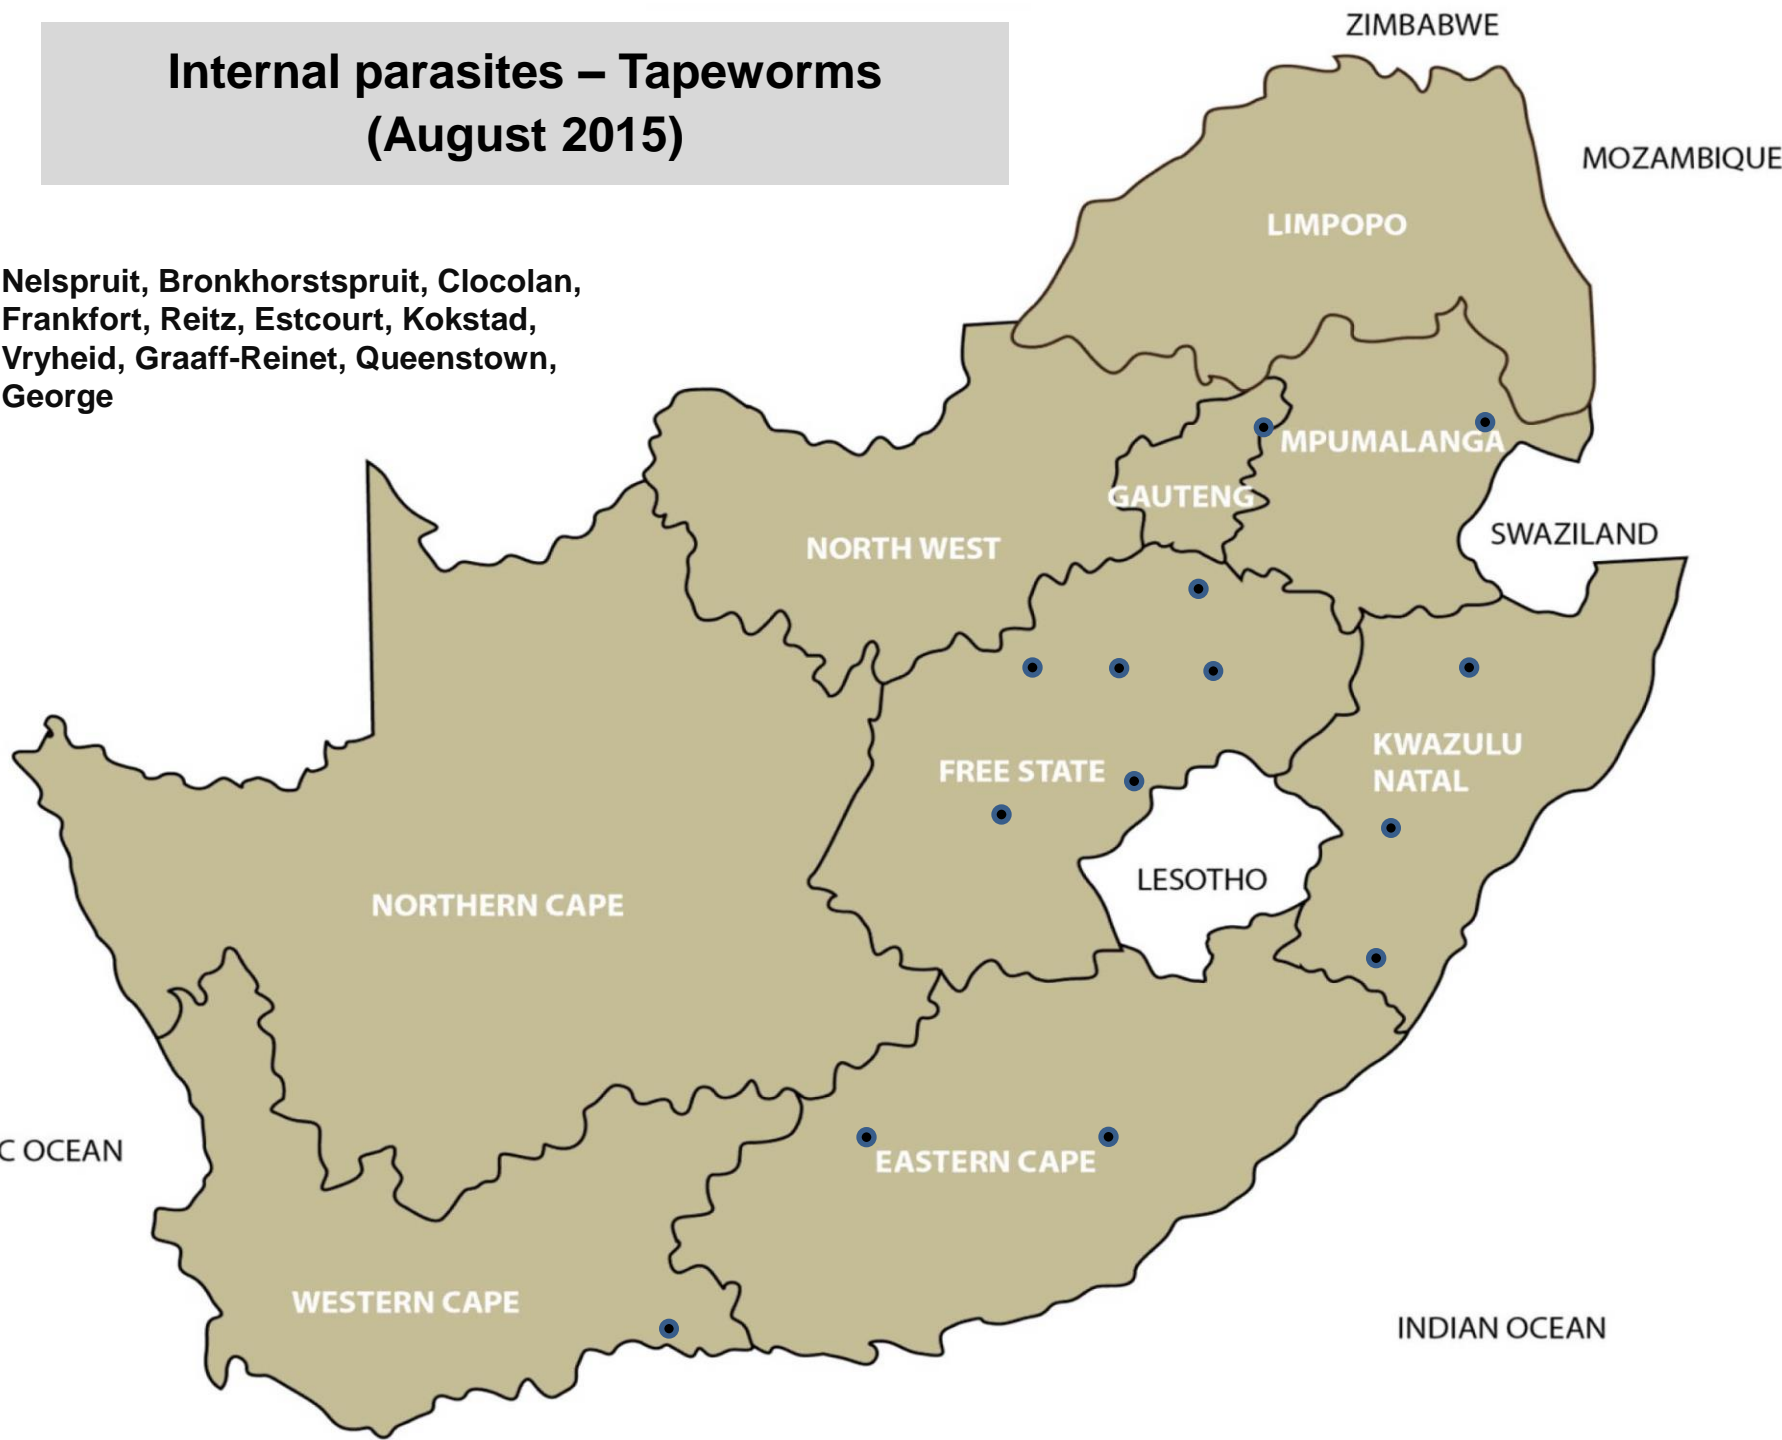 Internal parasites – Tapeworms
(August 2015)
ZIMBABWE
MOZAMBIQUE
LIMPOPO
Nelspruit, Bronkhorstspruit, Clocolan,
Frankfort, Reitz, Estcourt, Kokstad,
Vryheid, Graaff-Reinet, Queenstown,
George
MPUMALANGA
GAUTENG
NORTH WEST
SWAZILAND
KWAZULU
NATAL
FREE STATE
LESOTHO
NORTHERN CAPE
C OCEAN
EASTERN CAPE
WESTERN CAPE
INDIAN OCEAN